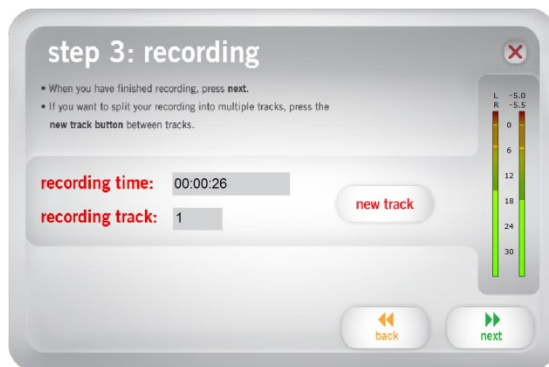 step 3: recording
• When you have finished recording, press next.
• If you want to split your recording into multiple tracks, press the
new track button between tracks.
L -5.0
R -5.5
0
6
12
18
24
30
recording time: 00:00:26
recording track: 1
new track
back
next